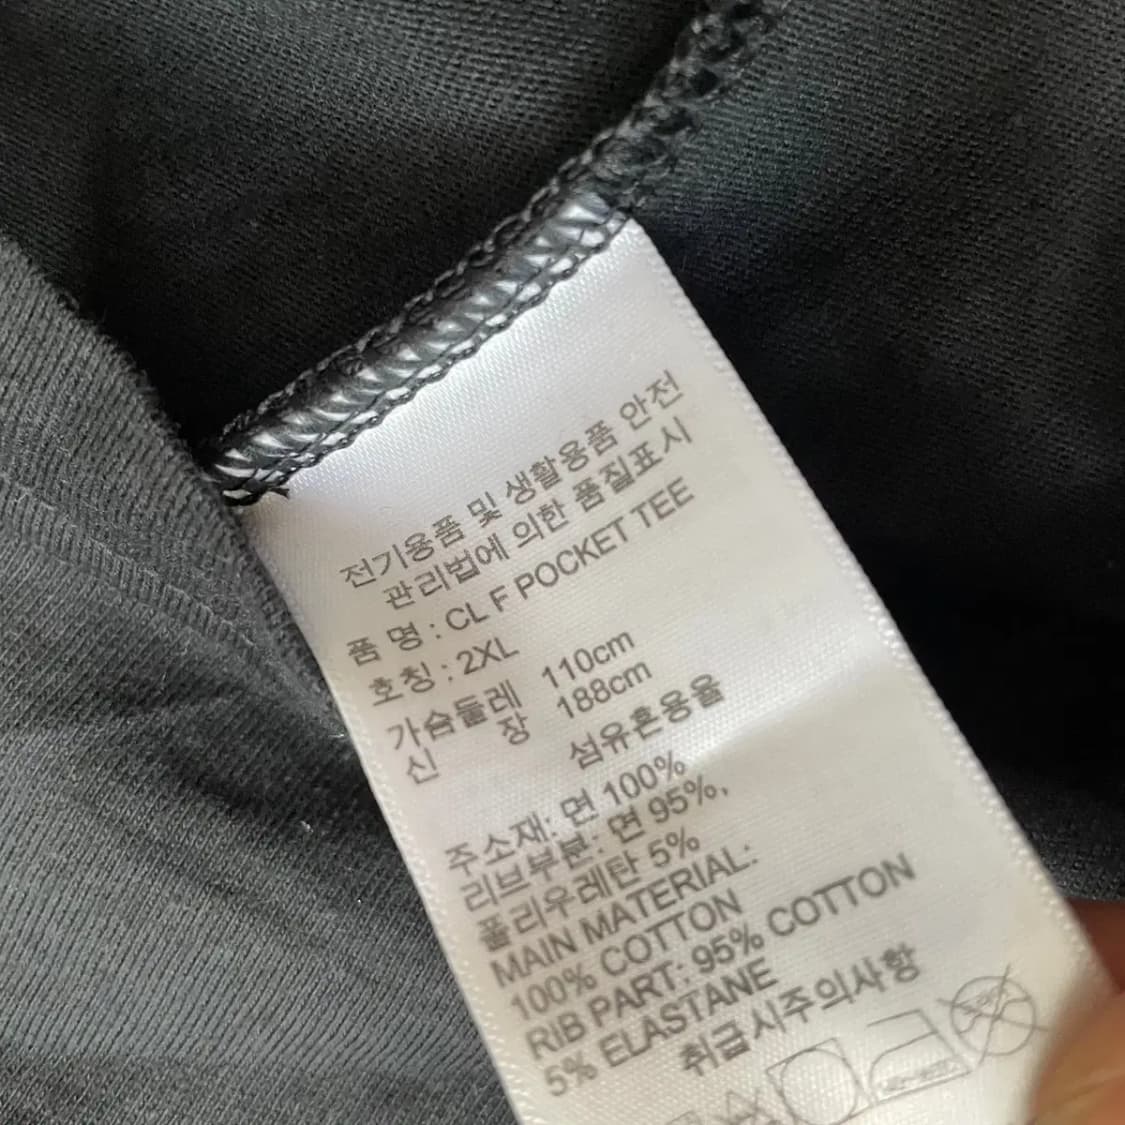 전기용품 및 생활용품 안전
관리법에 의한 품질표시
품 명 : CL F POCKET TEE
호칭 : 2XL
가슴둘레 110cm
신 장 188cm
섬유혼용율
주소재: 면 100%
리브부분: 면 95%,
폴리우레탄 5%
MAIN MATERIAL:
100% COTTON
RIB PART: 95% COTTON
5% ELASTANE
취급시주의사항